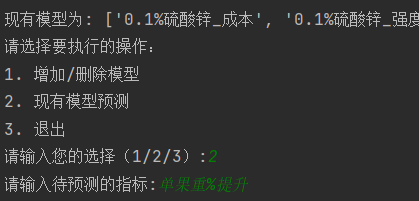 现有模型为: ['0.1%硫酸锌_成本', '0.1%硫酸锌_强度
请选择要执行的操作:
1. 增加/删除模型
2. 现有模型预测
3. 退出
请输入您的选择（1/2/3）:2
请输入待预测的指标:单果重%提升